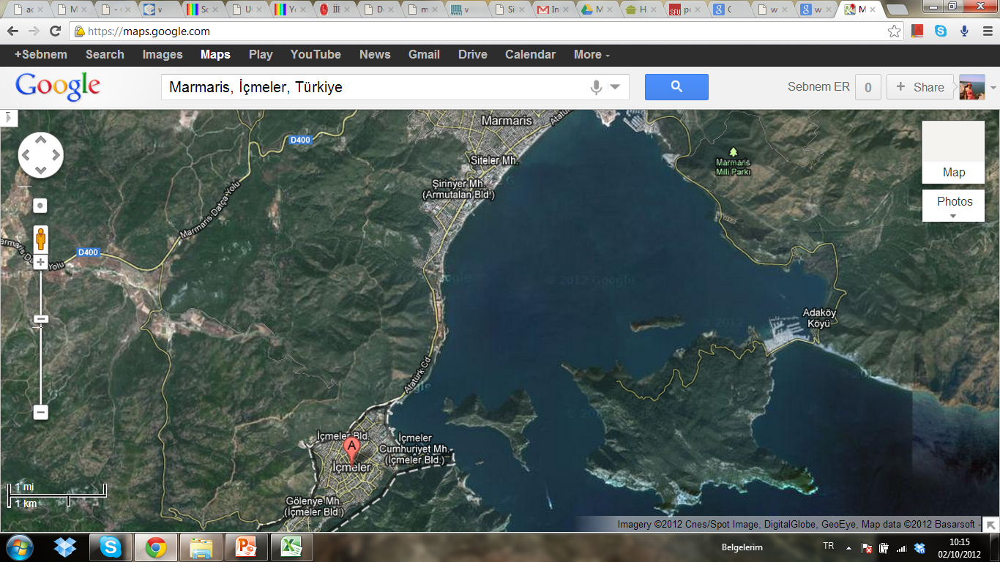 https://maps.google.com
+Sebnem Search Images Maps Play YouTube News Gmail Drive Calendar More
Google
Marmaris, İçmeler, Türkiye
Sebnem ER 0 + Share
Marmaris
D400
Siteler Mh.
Marmaris
Milli Parkı
Map
Şirinyer Mh.
(Armutalan Bld.)
Photos
Marmaris Datça Yolu
D400
© 2012 Google
Adaköy
Köyü
© 2012
Atatürk Cd
İçmeler Bld.
A
İçmeler
İçmeler
Cumhuriyet Mh.
(İçmeler Bld.)
1 mi
1 km
Gölenye Mh.
(İçmeler Bld.)
Imagery ©2012 Cnes/Spot Image, DigitalGlobe, GeoEye, Map data ©2012 Basarsoft -
Belgelerim
TR
10:15
02/10/2012